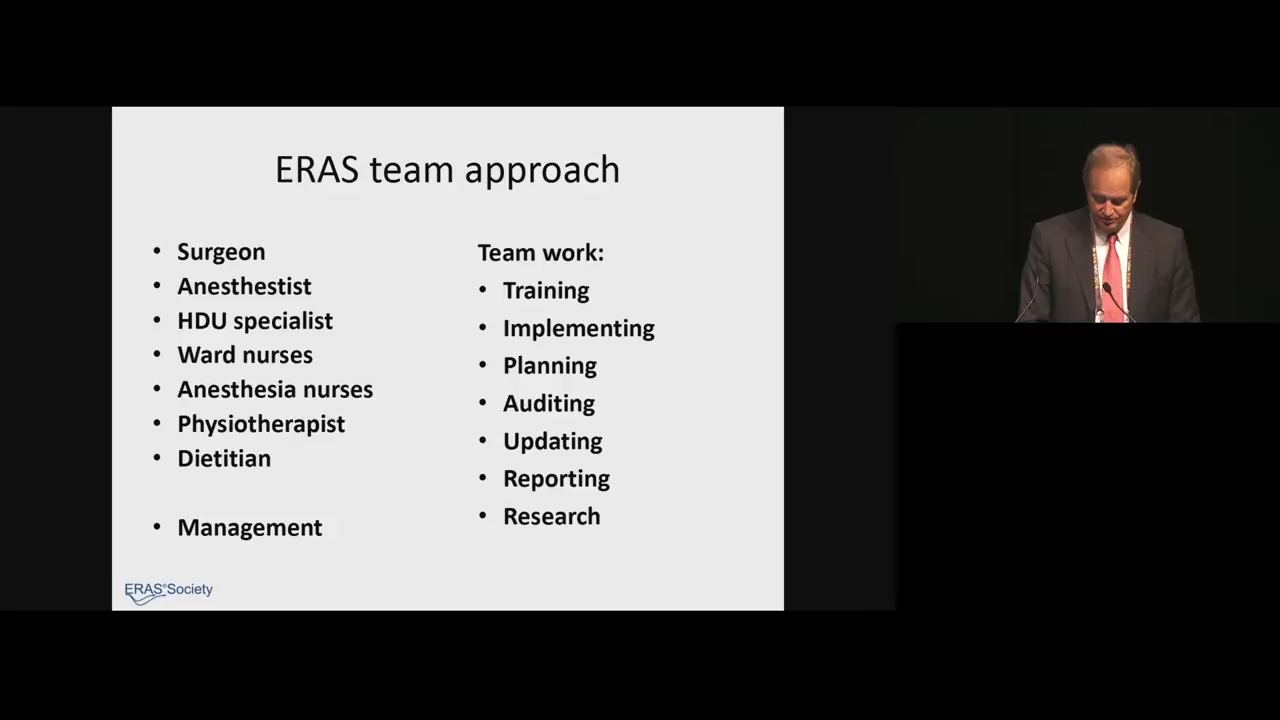 ERAS team approach
• Surgeon
• Anesthestist
• HDU specialist
• Ward nurses
• Anesthesia nurses
• Physiotherapist
• Dietitian
• Management
Team work:
• Training
• Implementing
• Planning
• Auditing
• Updating
• Reporting
• Research
ERAS®Society